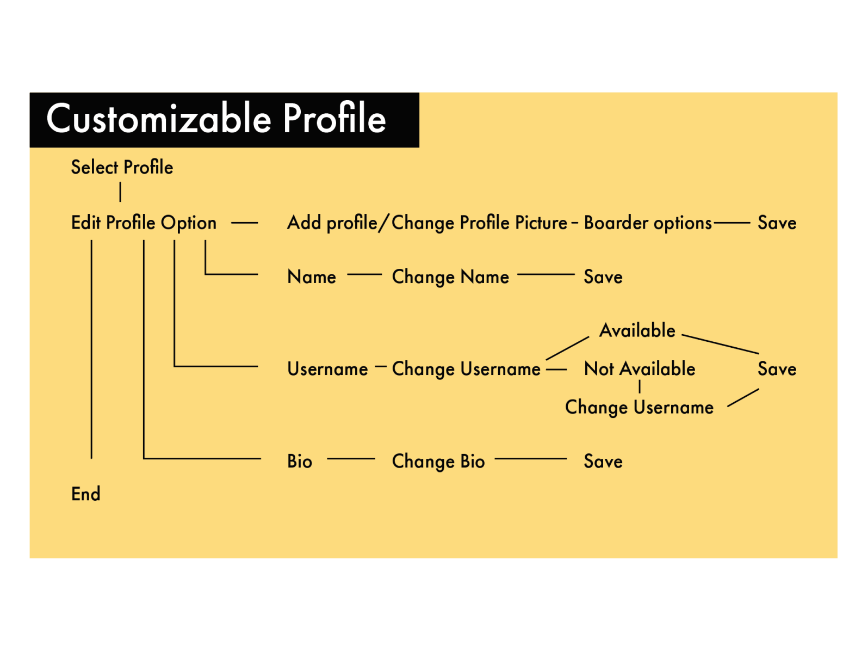 Customizable Profile
Select Profile
Edit Profile Option Add profile/Change Profile Picture Boarder options Save
Name Change Name Save
Available
Username Change Username Not Available Save
Change Username
Bio Change Bio Save
End